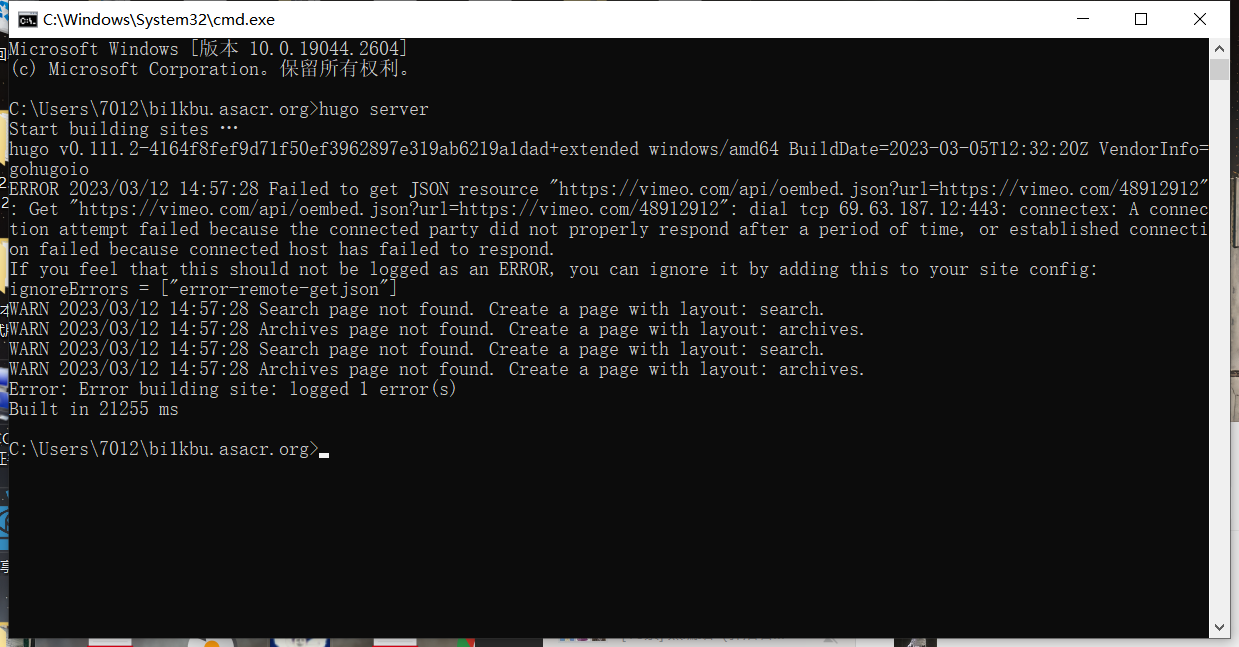 C:\Windows\System32\cmd.exe
Microsoft Windows [版本 10.0.19044.2604]
(c) Microsoft Corporation。保留所有权利。
C:\Users\7012\bilkbu.asacr.org>hugo server
Start building sites …
hugo v0.111.2-4164f8fef9d71f50ef3962897e319ab6219a1dad+extended windows/amd64 BuildDate=2023-03-05T12:32:20Z VendorInfo=
gohugoio
ERROR 2023/03/12 14:57:28 Failed to get JSON resource "https://vimeo.com/api/oembed.json?url=https://vimeo.com/48912912"
: Get "https://vimeo.com/api/oembed.json?url=https://vimeo.com/48912912": dial tcp 69.63.187.12:443: connectex: A connec
tion attempt failed because the connected party did not properly respond after a period of time, or established connecti
on failed because connected host has failed to respond.
If you feel that this should not be logged as an ERROR, you can ignore it by adding this to your site config:
ignoreErrors = ["error-remote-getjson"]
WARN 2023/03/12 14:57:28 Search page not found. Create a page with layout: search.
WARN 2023/03/12 14:57:28 Archives page not found. Create a page with layout: archives.
WARN 2023/03/12 14:57:28 Search page not found. Create a page with layout: search.
WARN 2023/03/12 14:57:28 Archives page not found. Create a page with layout: archives.
Error: Error building site: logged 1 error(s)
Built in 21255 ms
C:\Users\7012\bilkbu.asacr.org>